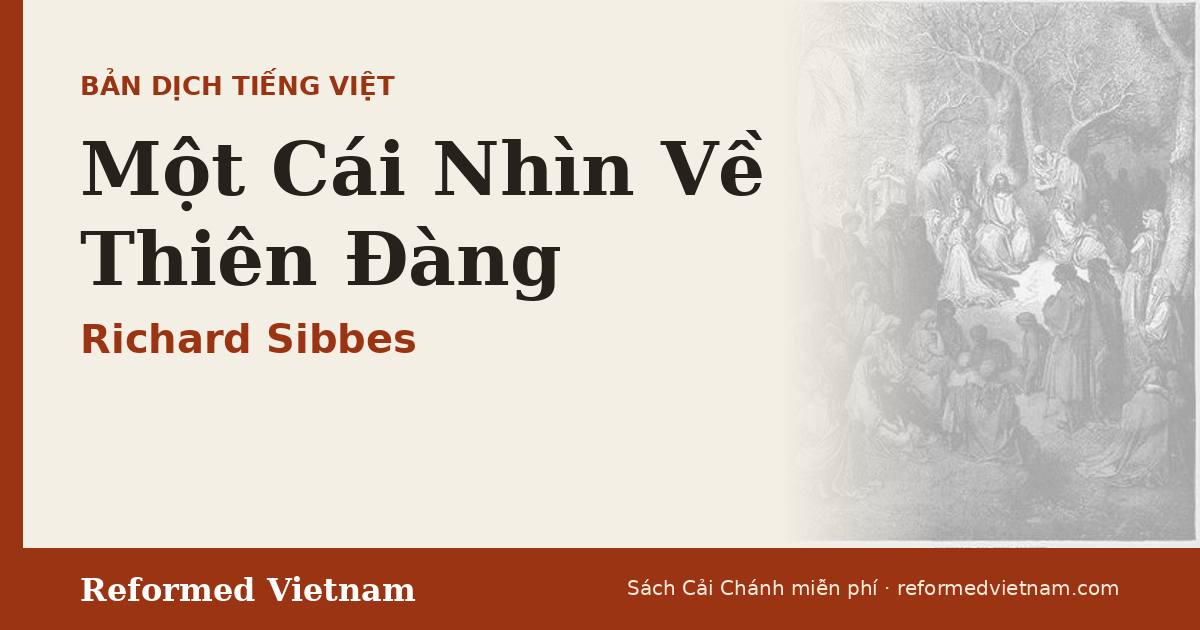 BẢN DỊCH TIẾNG VIỆT
Một Cái Nhìn Về
Thiên Đàng
Richard Sibbes
Reformed Vietnam
Sách Cải Chánh miễn phí · reformedvietnam.com